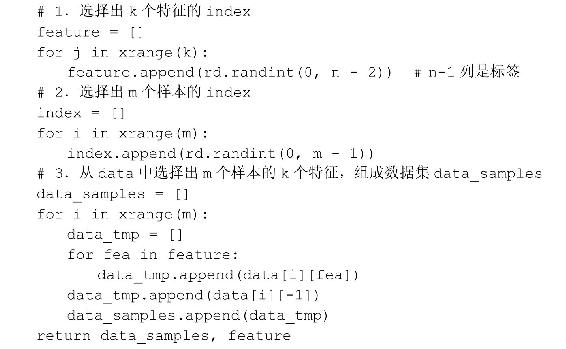 # 1. 选择出 k 个特征的 index
feature = []
for j in xrange(k):
feature.append(rd.randint(0, n - 2)) # n-1 列是标签
# 2. 选择出 m 个样本的 index
index = []
for i in xrange(m):
index.append(rd.randint(0, m - 1))
# 3. 从 data 中选择出 m 个样本的 k 个特征，组成数据集 data_samples
data_samples = []
for i in xrange(m):
data_tmp = []
for fea in feature:
data_tmp.append(data[i][fea])
data_tmp.append(data[i][-1])
data_samples.append(data_tmp)
return data_samples, feature